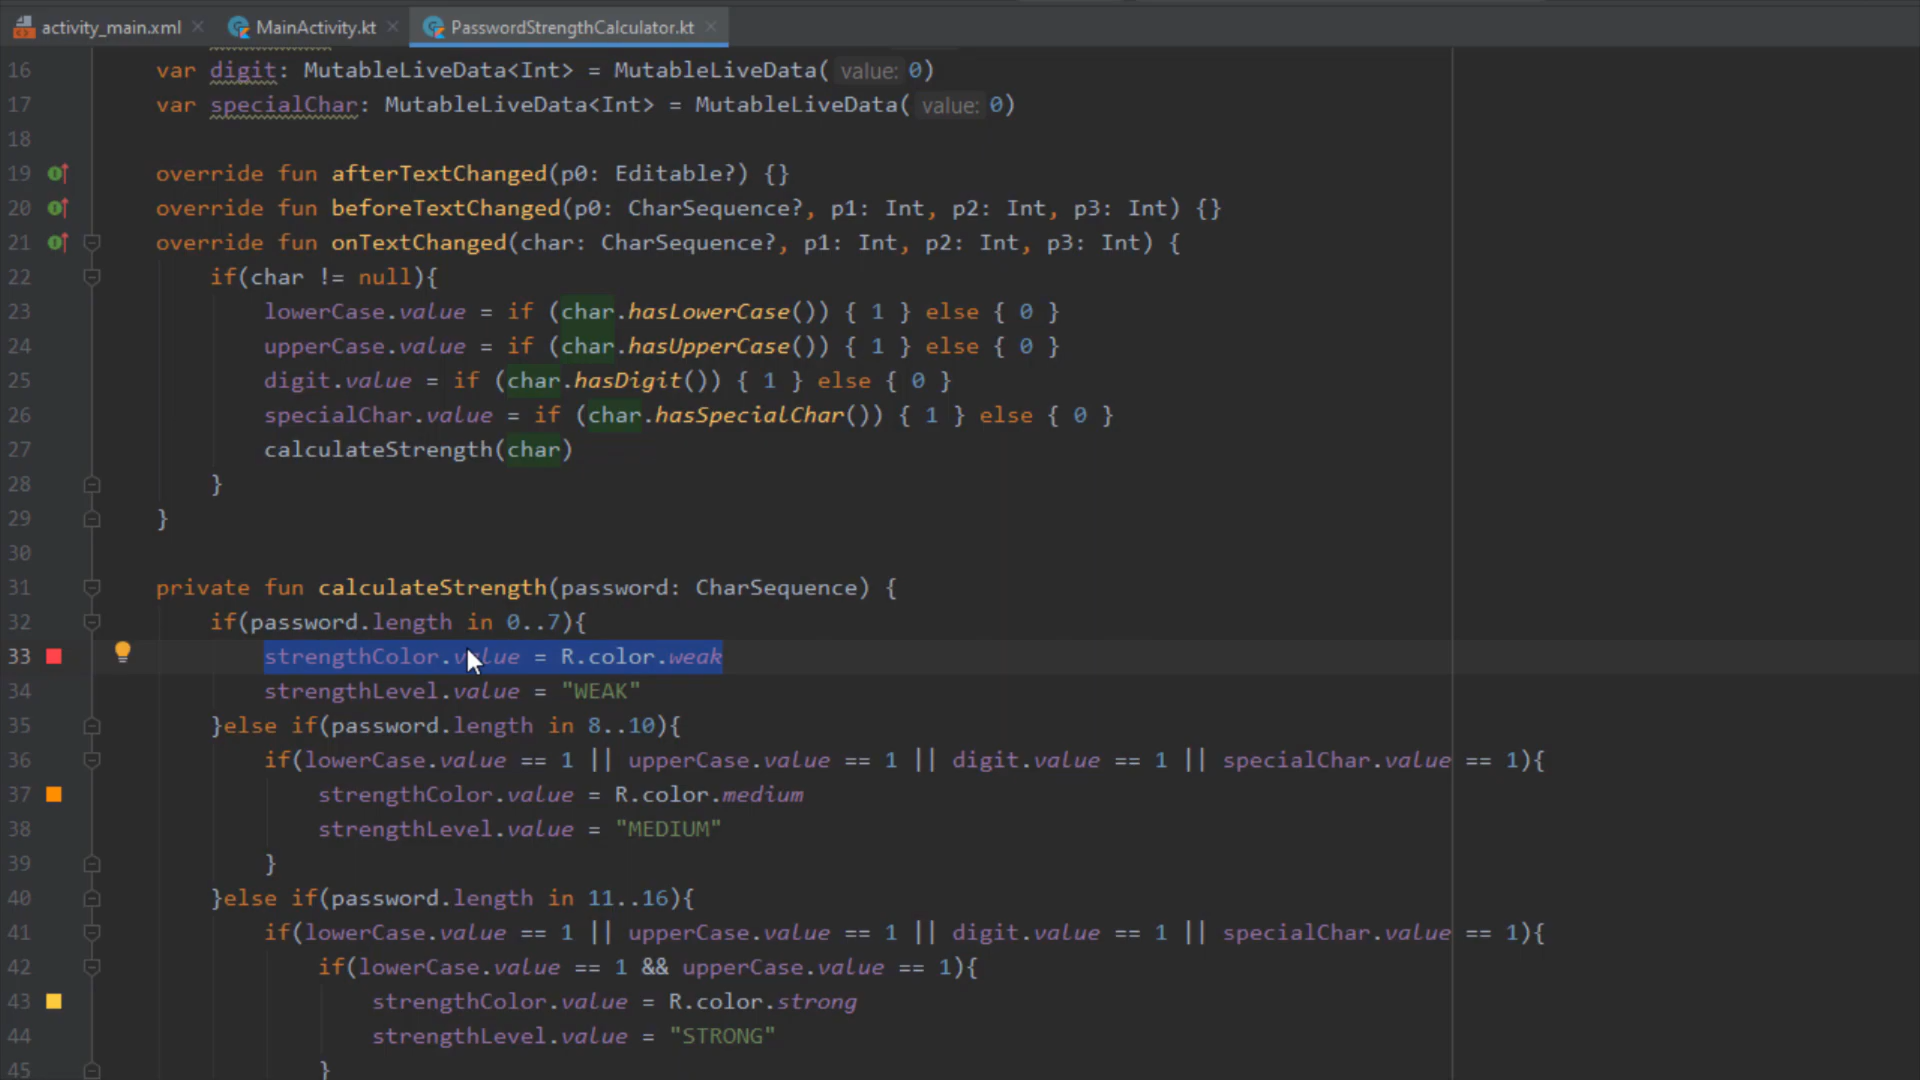 activity_main.xml
MainActivity.kt
PasswordStrengthCalculator.kt
16 var digit: MutableLiveData<Int> = MutableLiveData( value: 0)
17 var specialChar: MutableLiveData<Int> = MutableLiveData( value: 0)
18
19 override fun afterTextChanged(p0: Editable?) {}
20 override fun beforeTextChanged(p0: CharSequence?, p1: Int, p2: Int, p3: Int) {}
21 override fun onTextChanged(char: CharSequence?, p1: Int, p2: Int, p3: Int) {
22 if(char != null){
23 lowerCase.value = if (char.hasLowerCase()) { 1 } else { 0 }
24 upperCase.value = if (char.hasUpperCase()) { 1 } else { 0 }
25 digit.value = if (char.hasDigit()) { 1 } else { 0 }
26 specialChar.value = if (char.hasSpecialChar()) { 1 } else { 0 }
27 calculateStrength(char)
28 }
29 }
30
31 private fun calculateStrength(password: CharSequence) {
32 if(password.length in 0..7){
33 strengthColor.value = R.color.weak
34 strengthLevel.value = "WEAK"
35 }else if(password.length in 8..10){
36 if(lowerCase.value == 1 || upperCase.value == 1 || digit.value == 1 || specialChar.value == 1){
37 strengthColor.value = R.color.medium
38 strengthLevel.value = "MEDIUM"
39 }
40 }else if(password.length in 11..16){
41 if(lowerCase.value == 1 || upperCase.value == 1 || digit.value == 1 || specialChar.value == 1){
42 if(lowerCase.value == 1 && upperCase.value == 1){
43 strengthColor.value = R.color.strong
44 strengthLevel.value = "STRONG"
45 }